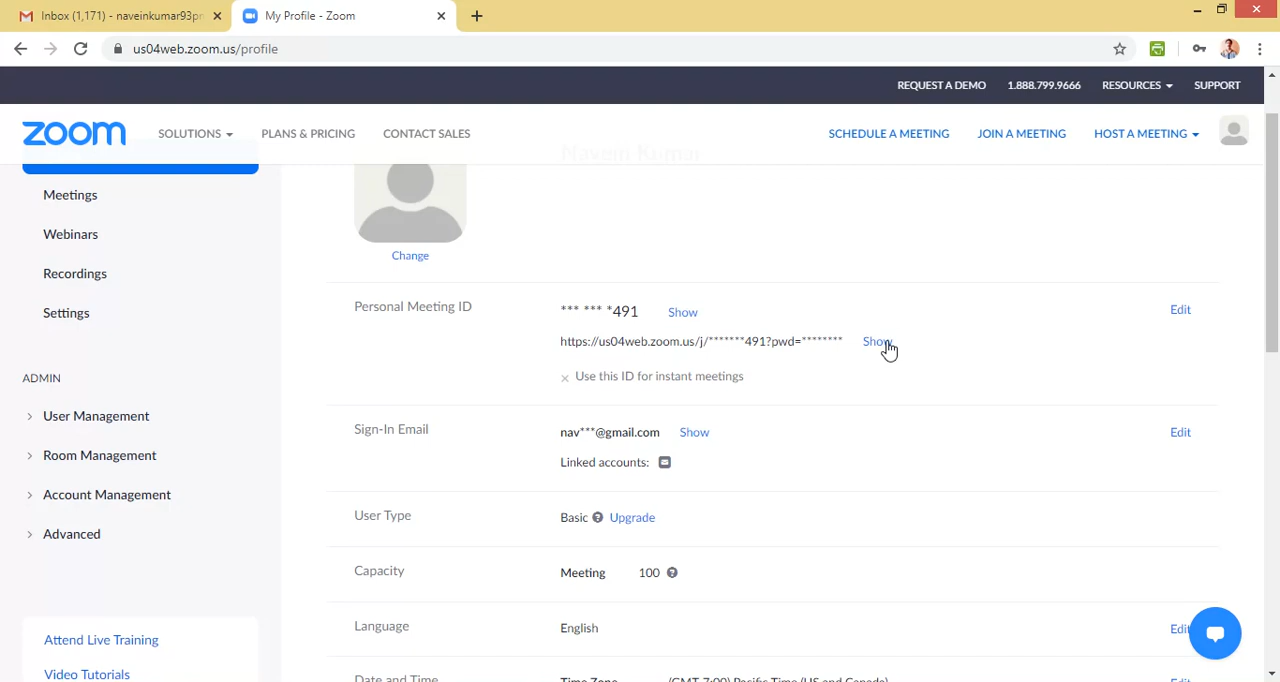 Inbox (1,171) - naveinkumar93pr
My Profile - Zoom
us04web.zoom.us/profile
REQUEST A DEMO 1.888.799.9666 RESOURCES SUPPORT
zoom SOLUTIONS PLANS & PRICING CONTACT SALES SCHEDULE A MEETING JOIN A MEETING HOST A MEETING
Navein Kumar
Meetings
Webinars
Recordings
Settings
ADMIN
User Management
Room Management
Account Management
Advanced
Attend Live Training
Video Tutorials
Change
Personal Meeting ID *** *** *491 Show Edit
https://us04web.zoom.us/j/*******491?pwd=******** Show
× Use this ID for instant meetings
Sign-In Email nav***@gmail.com Show Edit
Linked accounts:
User Type Basic Upgrade
Capacity Meeting 100
Language English Edit
Date and Time Time Zone (GMT-7:00) Pacific Time (US and Canada) Edit